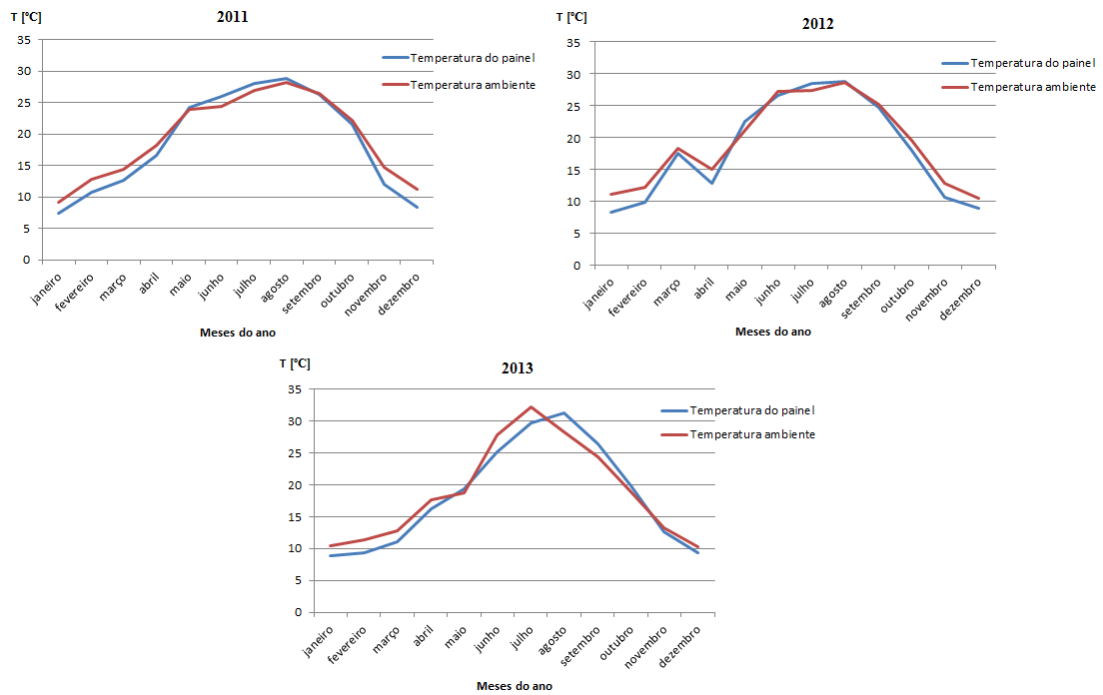 T [ºC]
2011
35
30
25
20
15
10
5
0
Temperatura do painel
Temperatura ambiente
janeiro
fevereiro
março
abril
maio
junho
julho
agosto
setembro
outubro
novembro
dezembro
Meses do ano
T [ºC]
2012
35
30
25
20
15
10
5
0
Temperatura do painel
Temperatura ambiente
janeiro
fevereiro
março
abril
maio
junho
julho
agosto
setembro
outubro
novembro
dezembro
Meses do ano
T [ºC]
2013
35
30
25
20
15
10
5
0
Temperatura do painel
Temperatura ambiente
janeiro
fevereiro
março
abril
maio
junho
julho
agosto
setembro
outubro
novembro
dezembro
Meses do ano